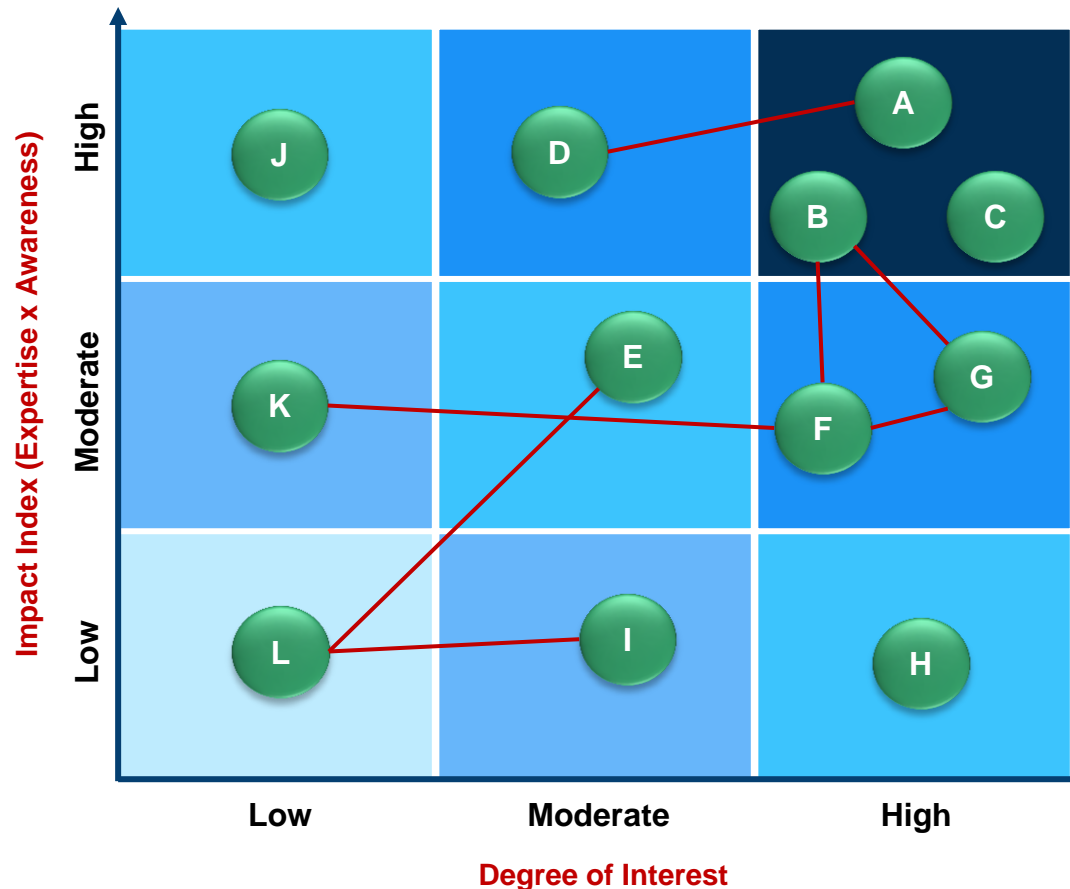 Impact Index (Expertise x Awareness)
High
Moderate
Low
J
D
A
B
C
K
E
F
G
L
I
H
Low
Moderate
High
Degree of Interest